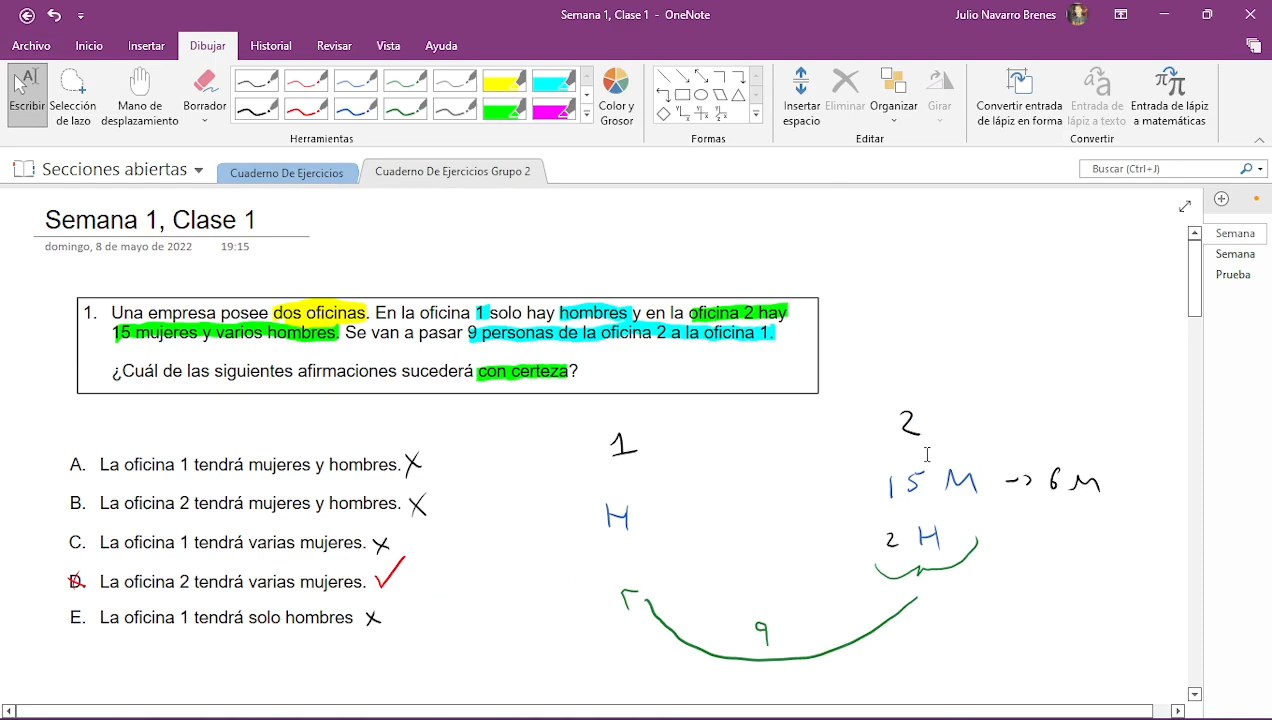 Semana 1, Clase 1 - OneNote
Julio Navarro Brenes
Archivo Inicio Insertar Dibujar Historial Revisar Vista Ayuda
Escribir
Selección de lazo
Mano de desplazamiento
Borrador
Color y Grosor
Insertar espacio
Eliminar
Organizar
Girar
Convertir entrada de lápiz en forma
Entrada de lápiz a texto
Entrada de lápiz a matemáticas
Herramientas
Formas
Editar
Convertir
Secciones abiertas
Cuaderno De Ejercicios
Cuaderno De Ejercicios Grupo 2
Buscar (Ctrl+J)
Semana 1, Clase 1
domingo, 8 de mayo de 2022 19:15
Semana
Semana
Prueba
1. Una empresa posee dos oficinas. En la oficina 1 solo hay hombres y en la oficina 2 hay
15 mujeres y varios hombres. Se van a pasar 9 personas de la oficina 2 a la oficina 1.
¿Cuál de las siguientes afirmaciones sucederá con certeza?
A. La oficina 1 tendrá mujeres y hombres. X
B. La oficina 2 tendrá mujeres y hombres. X
C. La oficina 1 tendrá varias mujeres. X
D. La oficina 2 tendrá varias mujeres. ✓
E. La oficina 1 tendrá solo hombres X
1
H
2
15 M -> 6 M
2 H
9